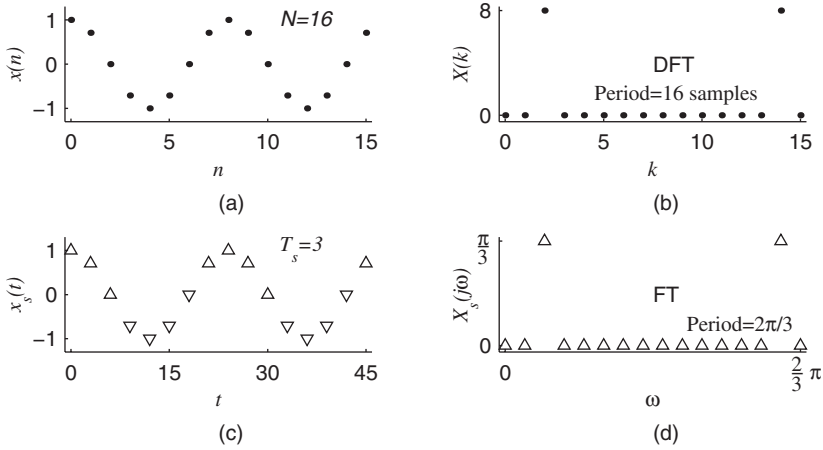 1
0
−1
x(n)
N=16
0 5 10 15
n
(a)
8
0
X(k)
DFT
Period=16 samples
0 5 10 15
k
(b)
1
0
−1
x_s(t)
T_s=3
0 15 30 45
t
(c)
π/3
0
X_s(jω)
FT
Period=2π/3
0 2/3 π
ω
(d)